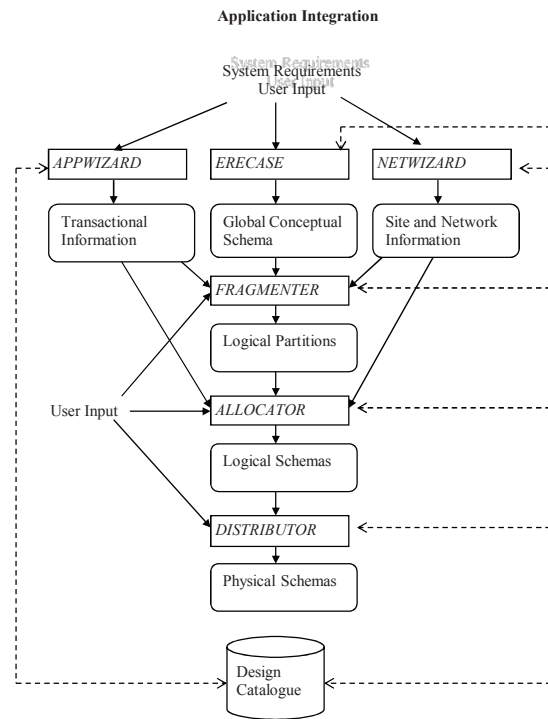 Application Integration
System Requirements
User Input
APPWIZARD
ERECASE
NETWIZARD
Transactional
Information
Global Conceptual
Schema
Site and Network
Information
FRAGMENTER
Logical Partitions
User Input
ALLOCATOR
Logical Schemas
DISTRIBUTOR
Physical Schemas
Design
Catalogue